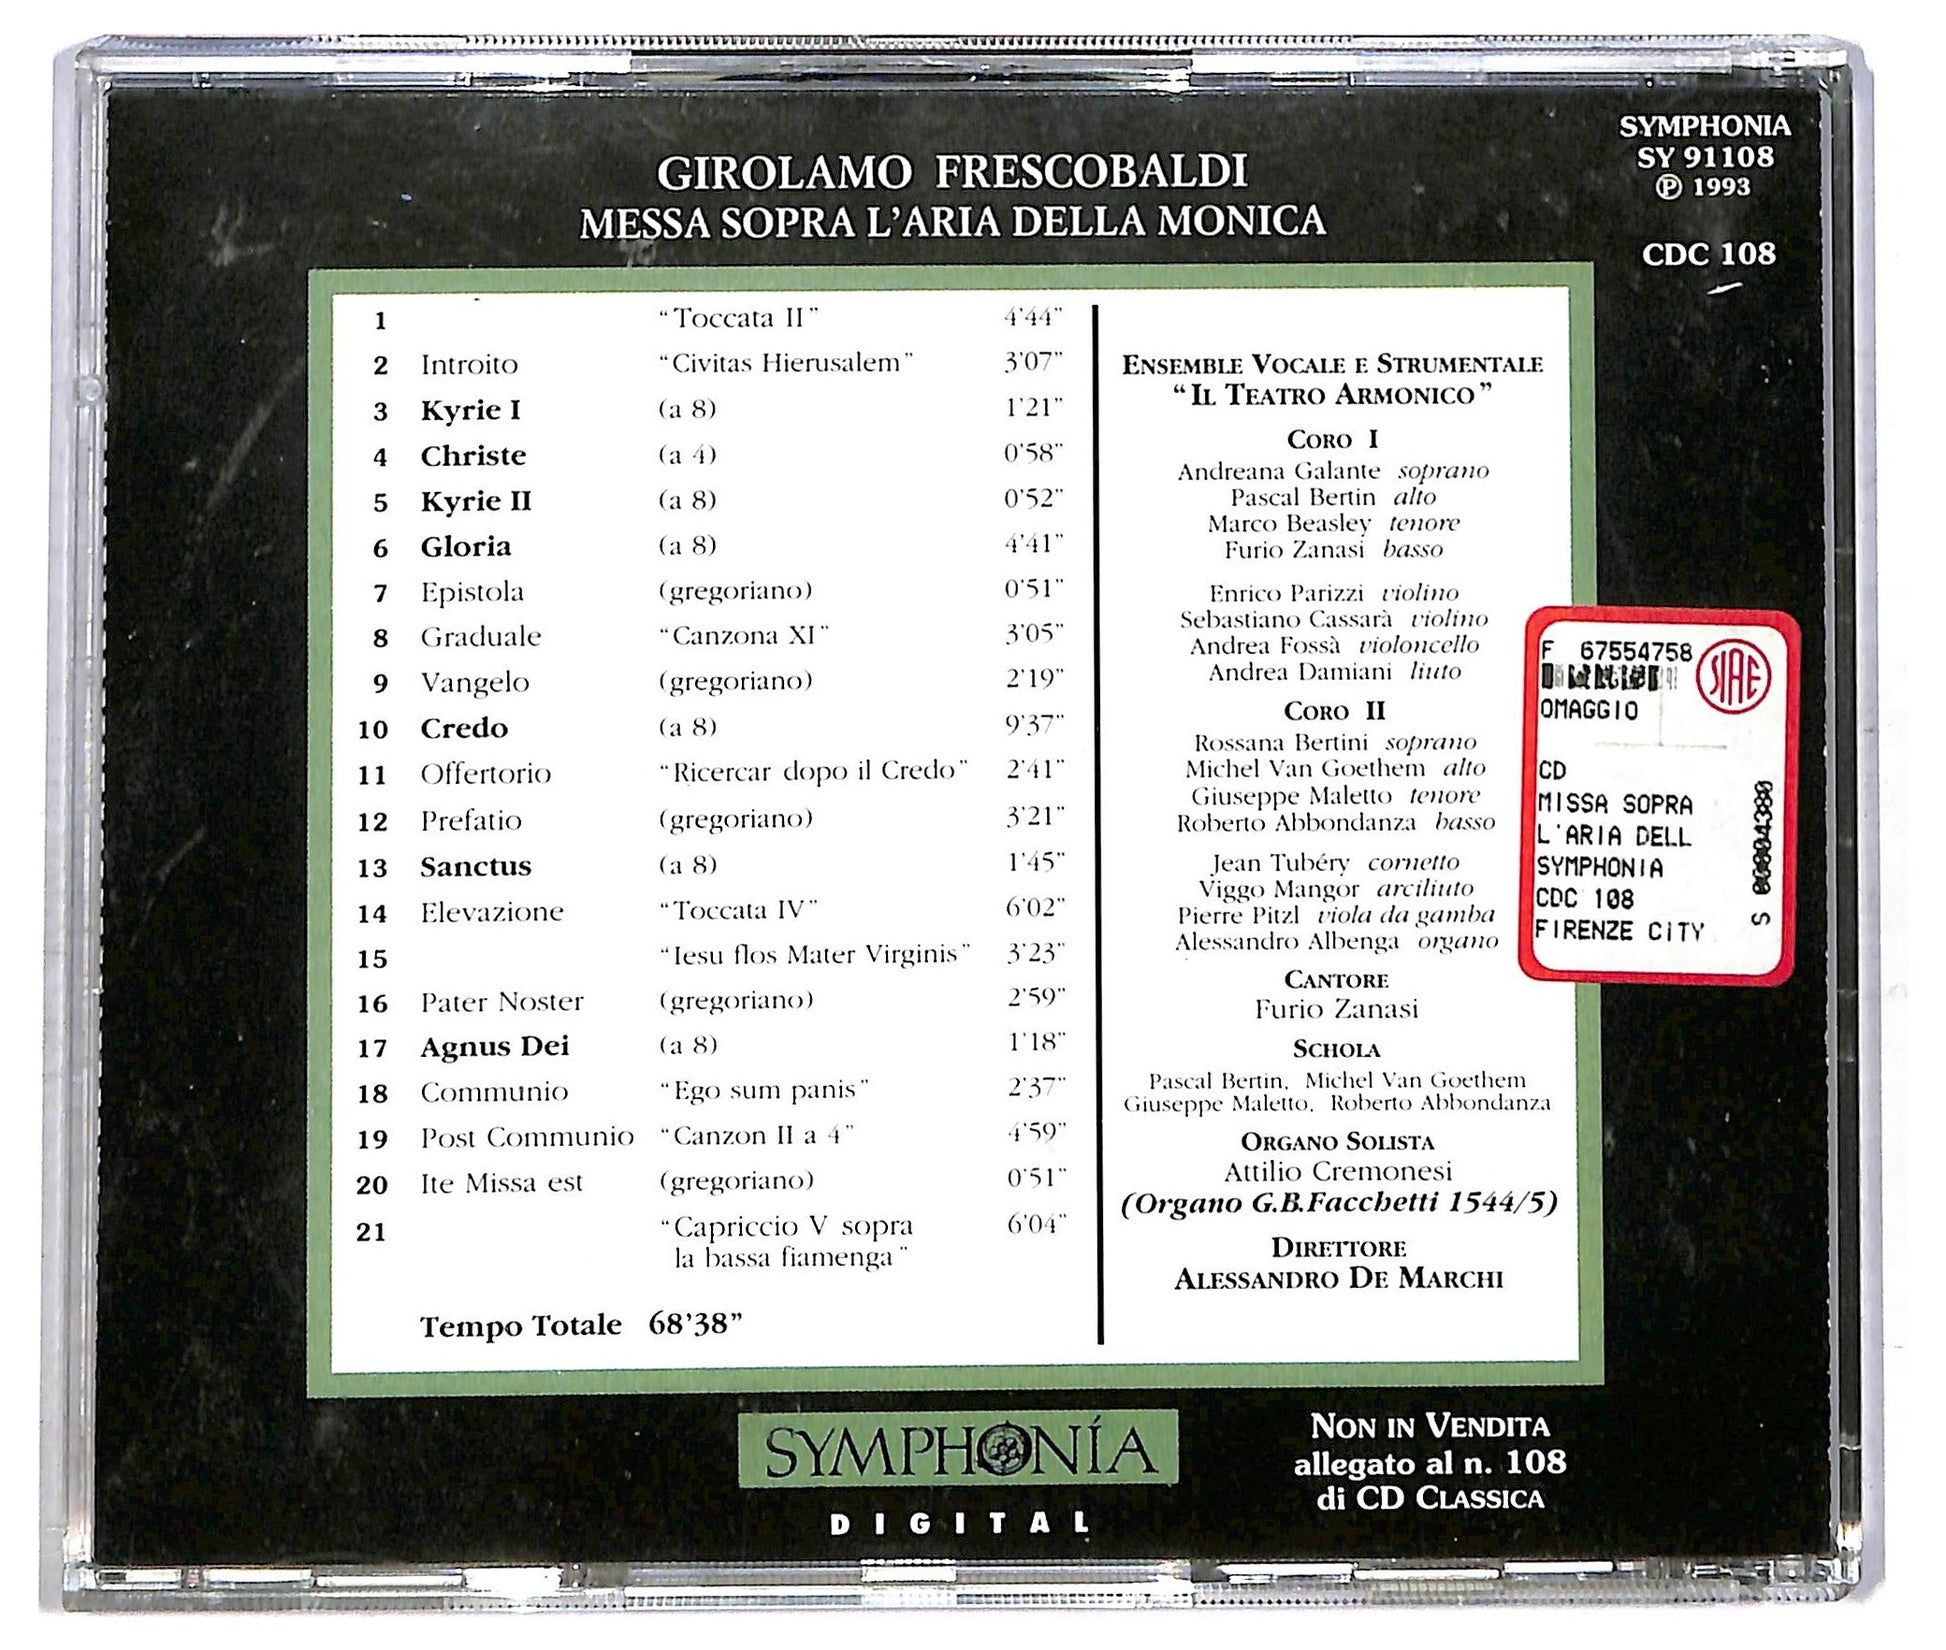 SYMPHONIA
SY 91108
℗ 1993
CDC 108
GIROLAMO FRESCOBALDI
MESSA SOPRA L'ARIA DELLA MONICA
1 “Toccata II” 4'44”
2 Introito “Civitas Hierusalem” 3'07”
3 Kyrie I (a 8) 1'21”
4 Christe (a 4) 0'58”
5 Kyrie II (a 8) 0'52”
6 Gloria (a 8) 4'41”
7 Epistola (gregoriano) 0'51”
8 Graduale “Canzona XI” 3'05”
9 Vangelo (gregoriano) 2'19”
10 Credo (a 8) 9'37”
11 Offertorio “Ricercar dopo il Credo” 2'41”
12 Prefatio (gregoriano) 3'21”
13 Sanctus (a 8) 1'45”
14 Elevazione “Toccata IV” 6'02”
15 “Iesu flos Mater Virginis” 3'23”
16 Pater Noster (gregoriano) 2'59”
17 Agnus Dei (a 8) 1'18”
18 Communio “Ego sum panis” 2'37”
19 Post Communio “Canzon II a 4” 4'59”
20 Ite Missa est (gregoriano) 0'51”
21 “Capriccio V sopra 6'04”
la bassa fiamenga”
Tempo Totale 68'38”
ENSEMBLE VOCALE E STRUMENTALE
“IL TEATRO ARMONICO”
CORO I
Andreana Galante soprano
Pascal Bertin alto
Marco Beasley tenore
Furio Zanasi basso
Enrico Parizzi violino
Sebastiano Cassarà violino
Andrea Fossà violoncello
Andrea Damiani liuto
CORO II
Rossana Bertini soprano
Michel Van Goethem alto
Giuseppe Maletto tenore
Roberto Abbondanza basso
Jean Tubéry cornetto
Viggo Mangor arciliuto
Pierre Pitzl viola da gamba
Alessandro Albenga organo
CANTORE
Furio Zanasi
SCHOLA
Pascal Bertin, Michel Van Goethem
Giuseppe Maletto, Roberto Abbondanza
ORGANO SOLISTA
Attilio Cremonesi
(Organo G.B.Facchetti 1544/5)
DIRETTORE
ALESSANDRO DE MARCHI
F 67554758
SIAE
OMAGGIO
CD
MISSA SOPRA
L'ARIA DELL
SYMPHONIA
CDC 108
FIRENZE CITY
S 00004380
SYMPHONÍA
DIGITAL
NON IN VENDITA
allegato al n. 108
di CD CLASSICA